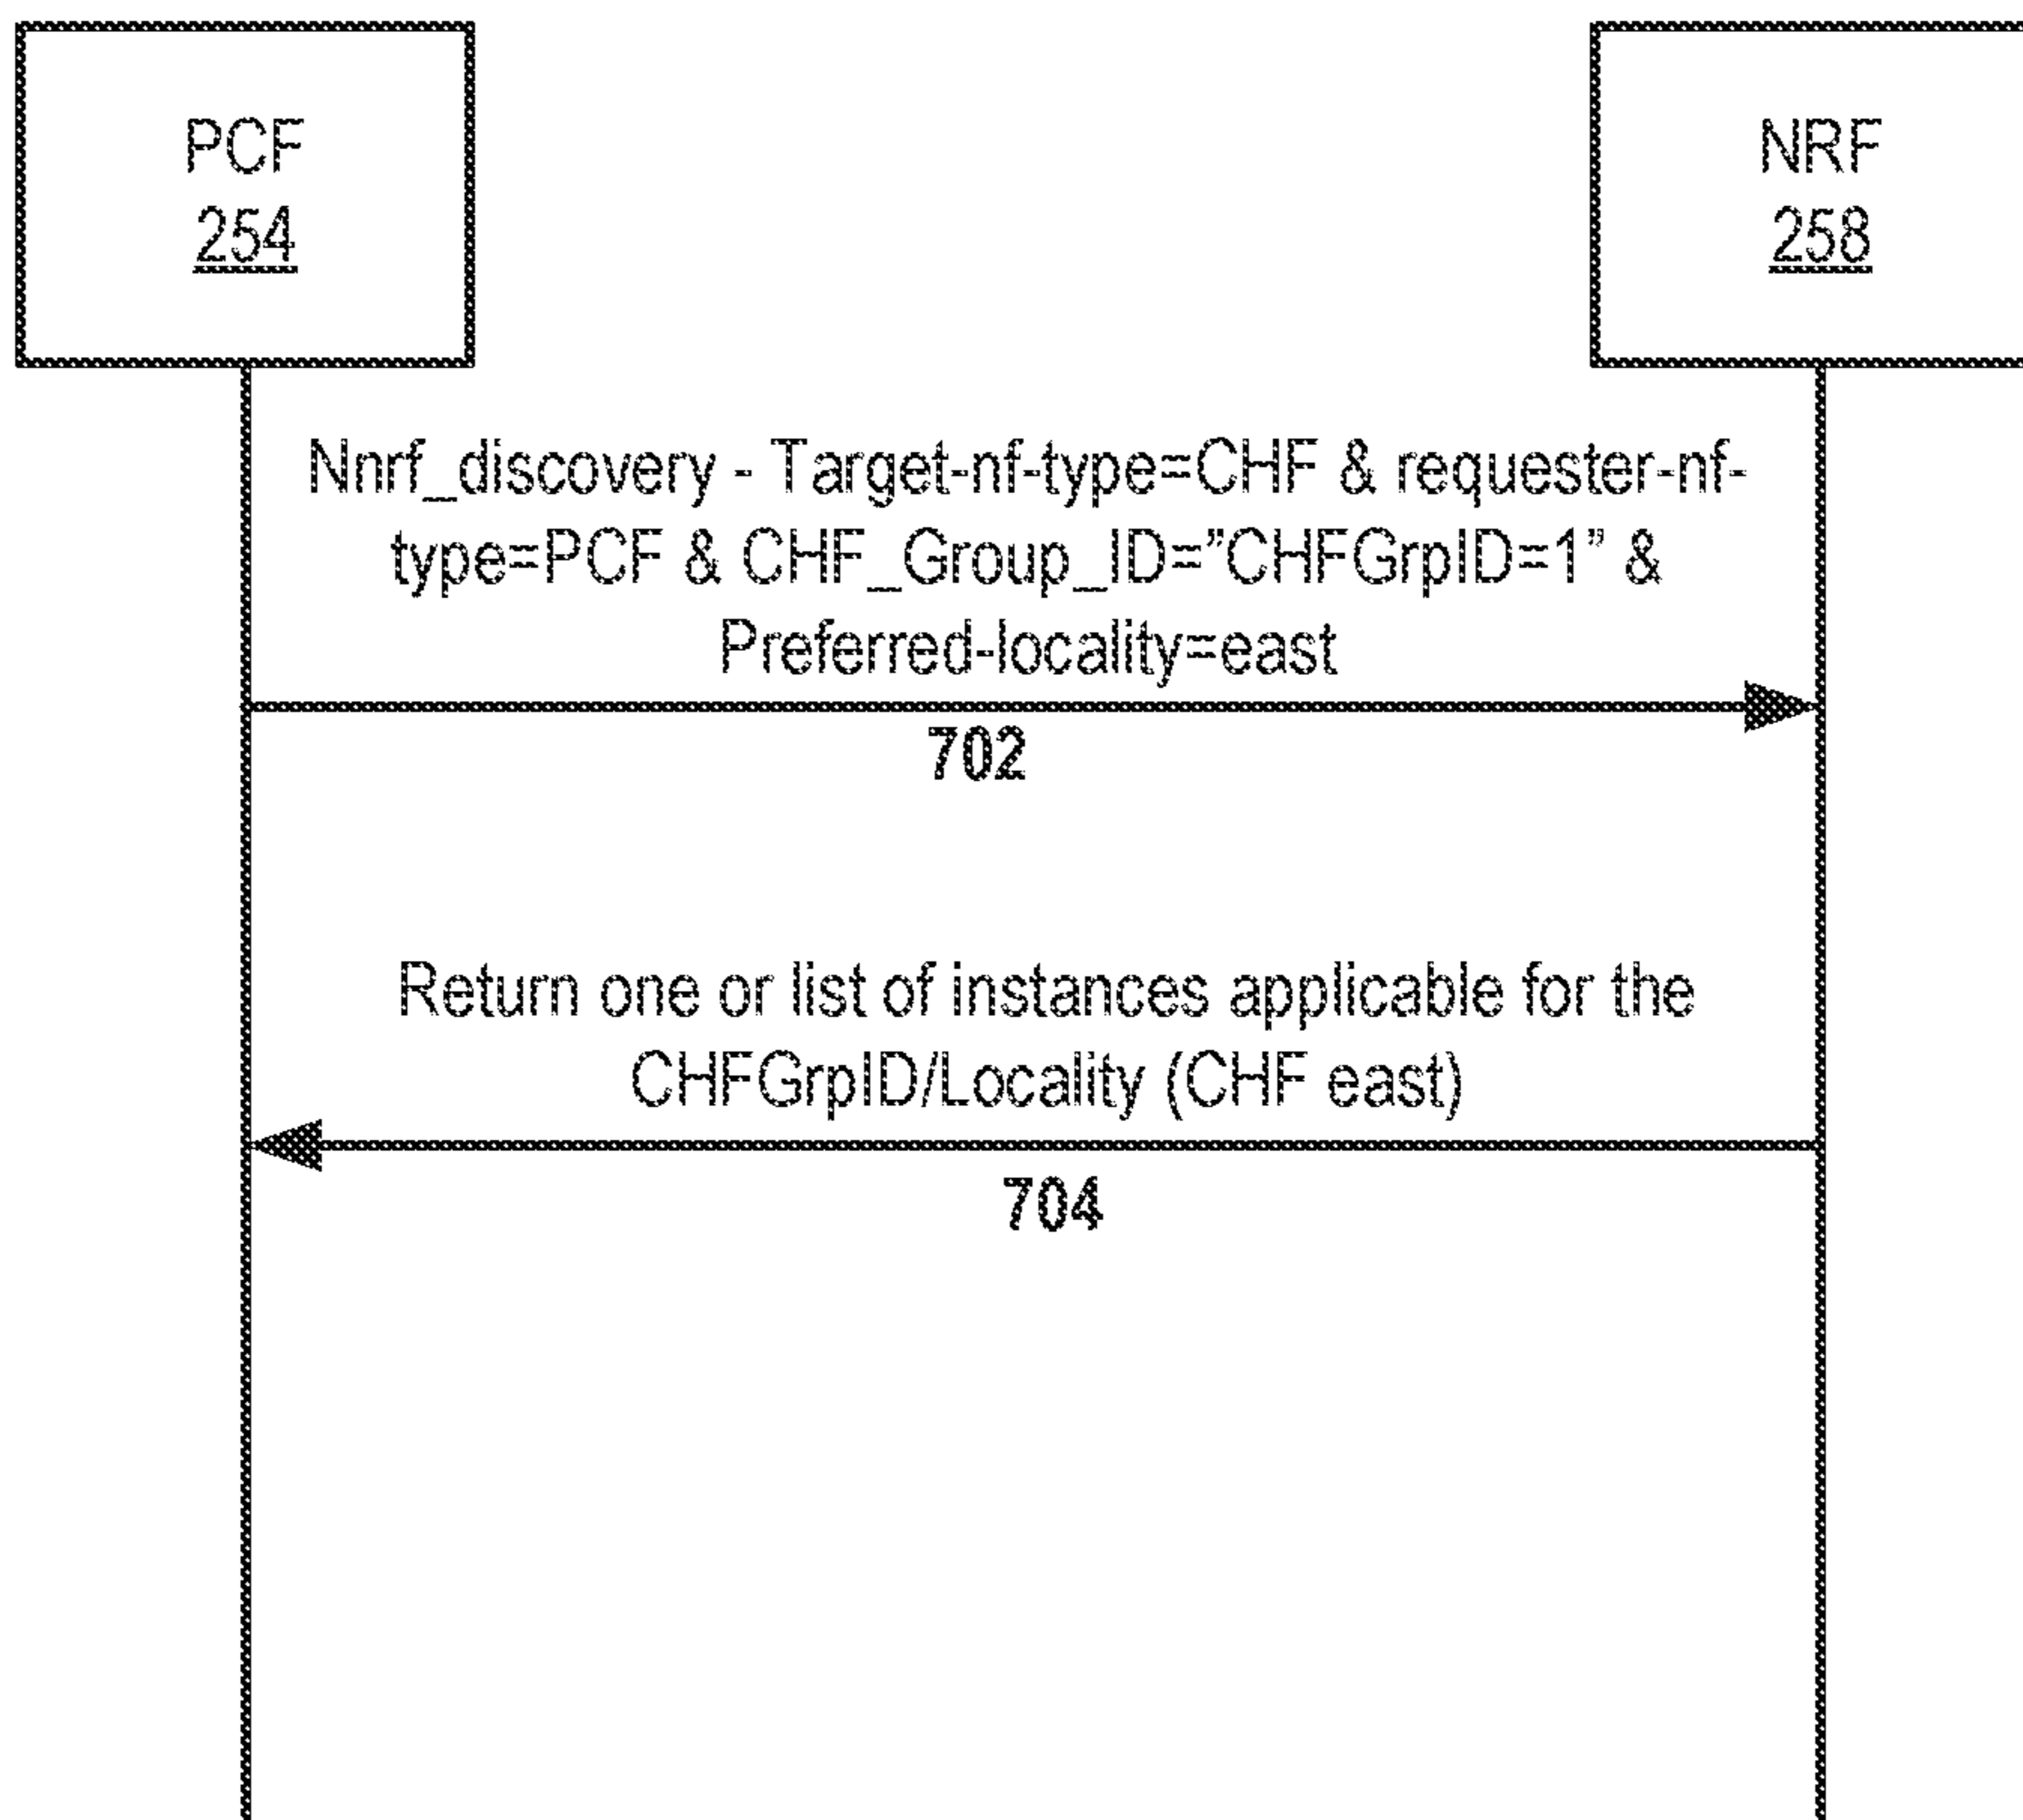 PCF
254
NRF
258
Nnrf_discovery - Target-nf-type=CHF & requester-nf-
type=PCF & CHF_Group_ID=”CHFGrpID=1” &
Preferred-locality=east
702
Return one or list of instances applicable for the
CHFGrpID/Locality (CHF east)
704